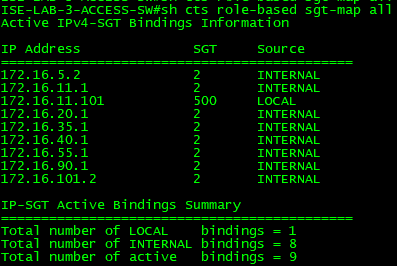 ISE-LAB-3-ACCESS-SW#sh cts role-based sgt-map all
Active IPv4-SGT Bindings Information
IP Address SGT Source
============================================
172.16.5.2 2 INTERNAL
172.16.11.1 2 INTERNAL
172.16.11.101 500 LOCAL
172.16.20.1 2 INTERNAL
172.16.35.1 2 INTERNAL
172.16.40.1 2 INTERNAL
172.16.55.1 2 INTERNAL
172.16.90.1 2 INTERNAL
172.16.101.2 2 INTERNAL
IP-SGT Active Bindings Summary
============================================
Total number of LOCAL bindings = 1
Total number of INTERNAL bindings = 8
Total number of active bindings = 9